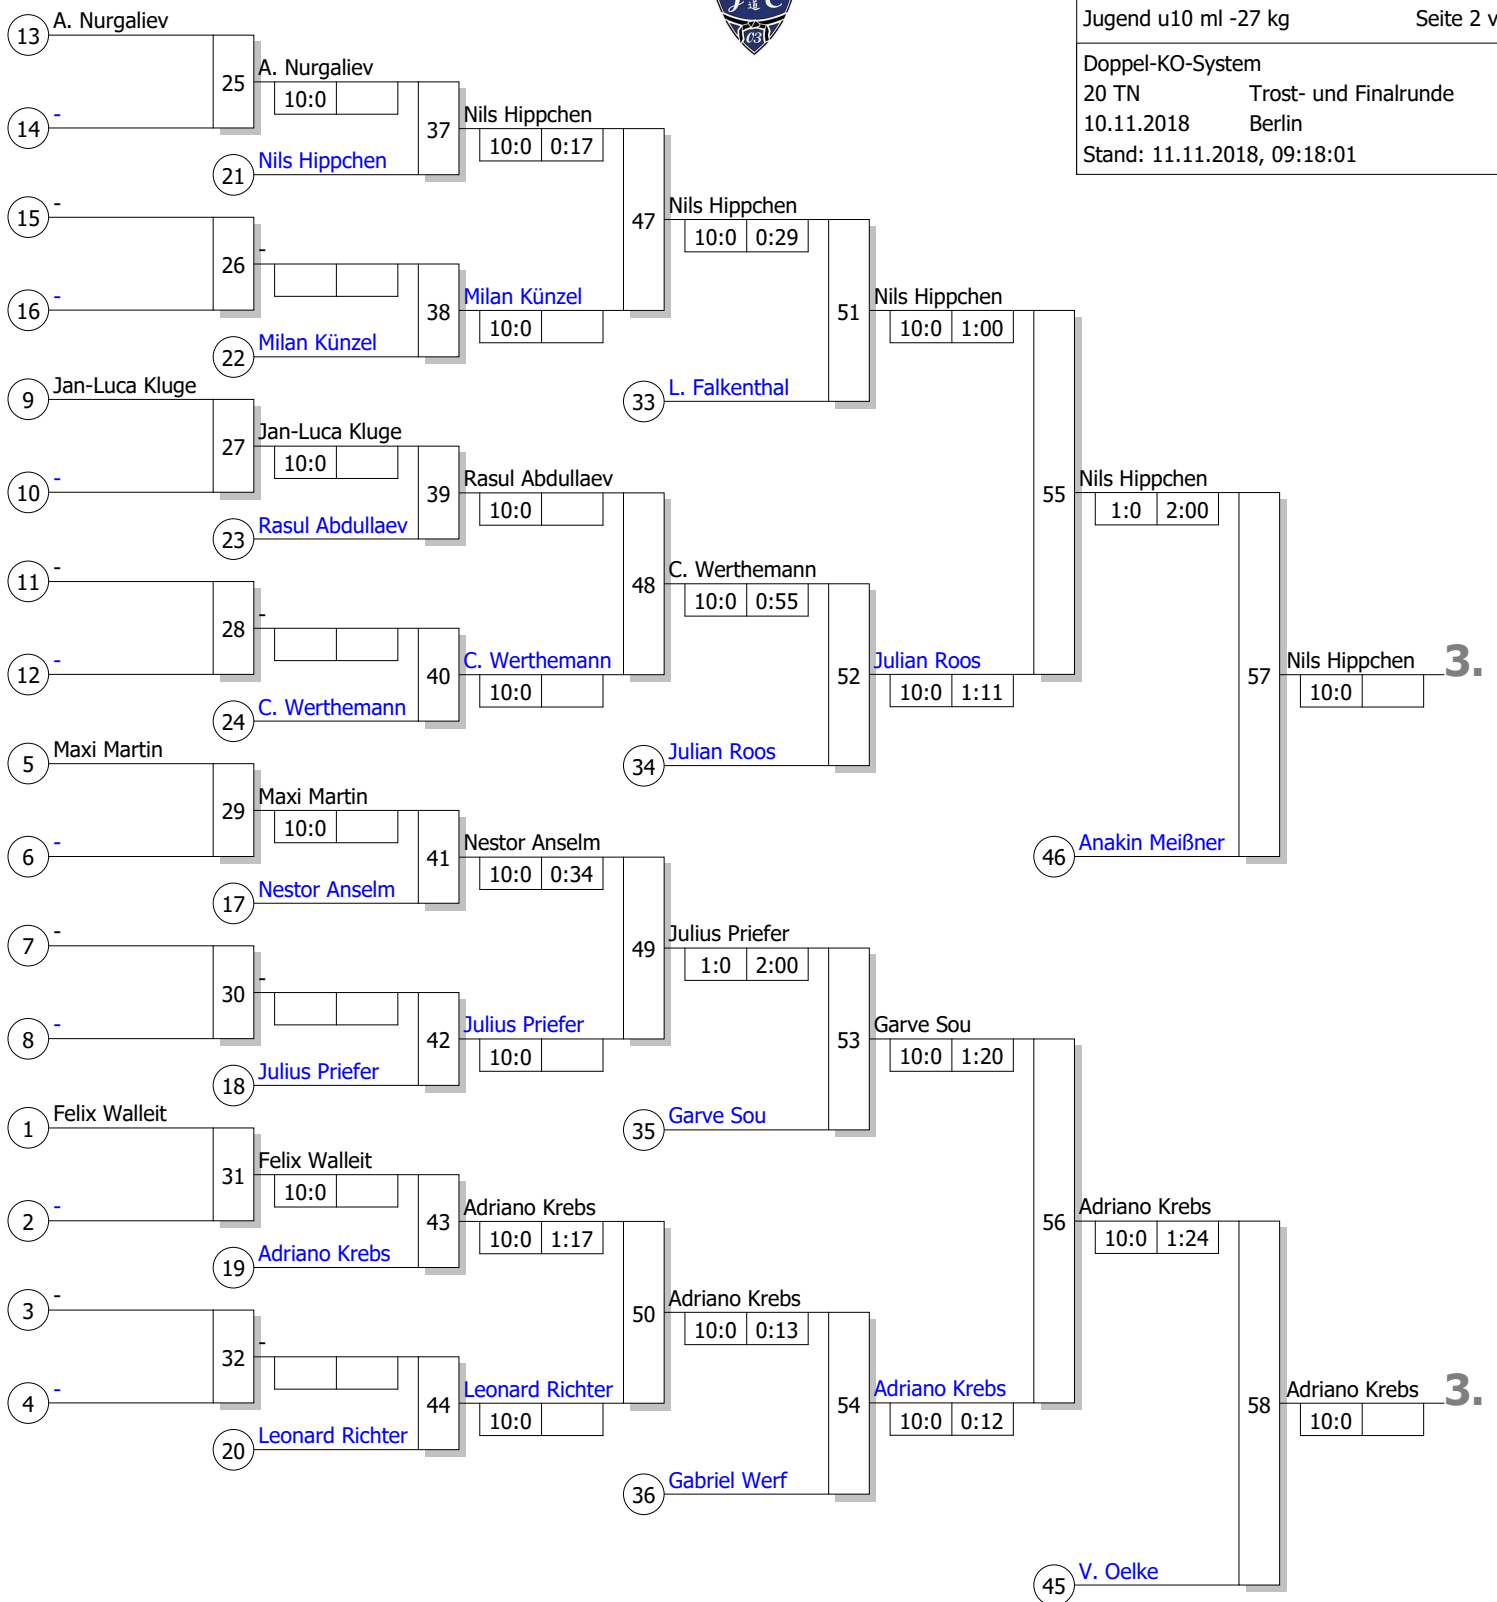 Jugend u10 ml -27 kg Seite 2 v
Doppel-KO-System
20 TN Trost- und Finalrunde
10.11.2018 Berlin
Stand: 11.11.2018, 09:18:01
13 A. Nurgaliev
25 A. Nurgaliev
10:0
14 -
37 Nils Hippchen
10:0 0:17
21 Nils Hippchen
15 -
47 Nils Hippchen
10:0 0:29
26 -
16 -
38 Milan Künzel
10:0
22 Milan Künzel
51 Nils Hippchen
10:0 1:00
9 Jan-Luca Kluge
33 L. Falkenthal
27 Jan-Luca Kluge
10:0
10 -
39 Rasul Abdullaev
10:0
23 Rasul Abdullaev
55 Nils Hippchen
1:0 2:00
11 -
48 C. Werthemann
10:0 0:55
28 -
12 -
40 C. Werthemann
10:0
24 C. Werthemann
52 Julian Roos
10:0 1:11
57 Nils Hippchen 3.
10:0
5 Maxi Martin
34 Julian Roos
29 Maxi Martin
10:0
6 -
41 Nestor Anselm
10:0 0:34
46 Anakin Meißner
17 Nestor Anselm
7 -
49 Julius Priefer
1:0 2:00
30 -
8 -
42 Julius Priefer
10:0
18 Julius Priefer
53 Garve Sou
10:0 1:20
1 Felix Walleit
35 Garve Sou
31 Felix Walleit
10:0
2 -
43 Adriano Krebs
10:0 1:17
19 Adriano Krebs
56 Adriano Krebs
10:0 1:24
3 -
50 Adriano Krebs
10:0 0:13
32 -
4 -
44 Leonard Richter
10:0
20 Leonard Richter
54 Adriano Krebs
10:0 0:12
58 Adriano Krebs 3.
10:0
36 Gabriel Werf
45 V. Oelke